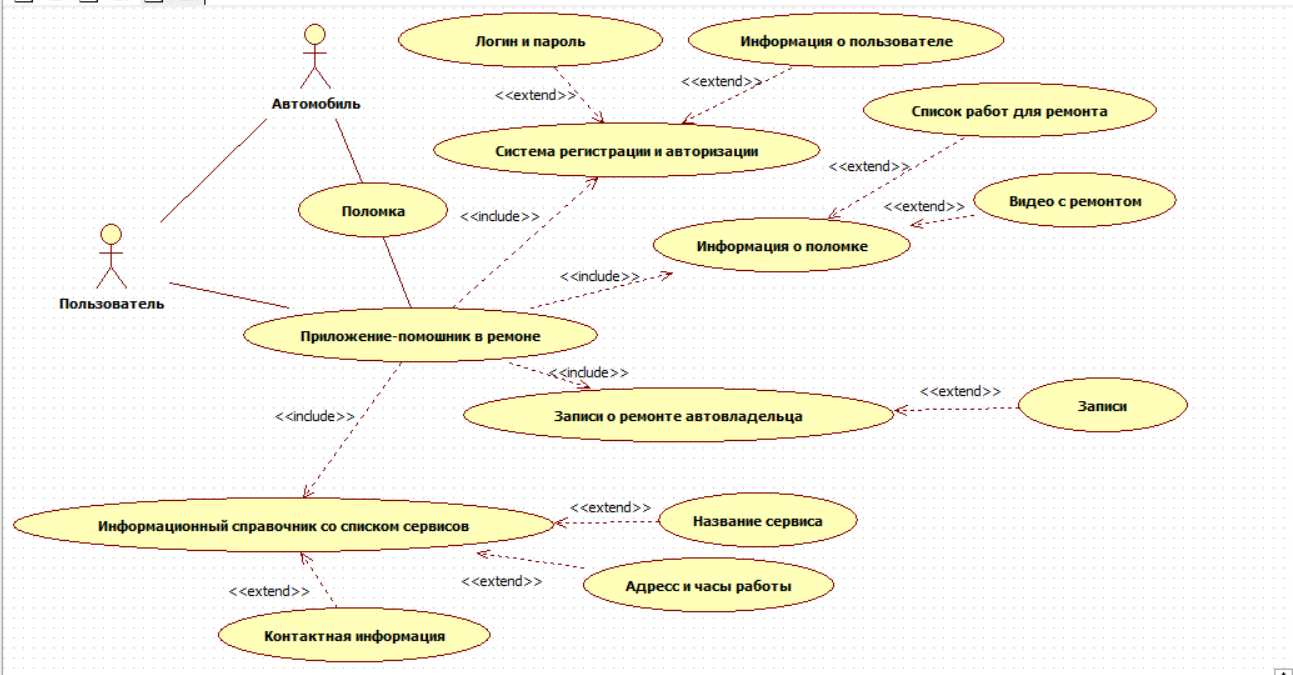 Логин и пароль
Информация о пользователе
<<extend>>
<<extend>>
Автомобиль
Список работ для ремонта
Система регистрации и авторизации
<<extend>>
Поломка
<<include>>
<<extend>>
Видео с ремонтом
Информация о поломке
<<include>>
Пользователь
Приложение-помошник в ремоне
<<include>>
<<extend>>
Записи
<<include>>
Записи о ремонте автовладельца
<<extend>>
Название сервиса
Информационный справочник со списком сервисов
<<extend>>
Адресс и часы работы
<<extend>>
Контактная информация